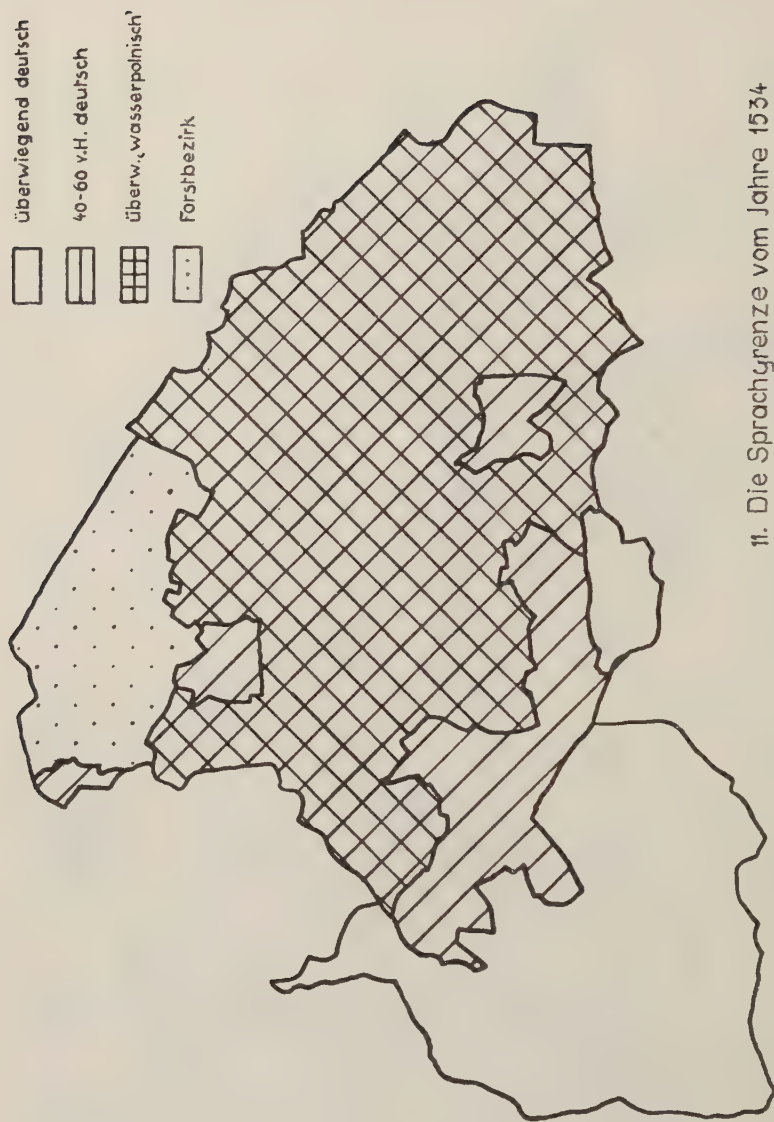 überwiegend deutsch
40-60 v.H. deutsch
überw. „wasserpolnisch'
Forstbezirk
11. Die Sprachgrenze vom Jahre 1534